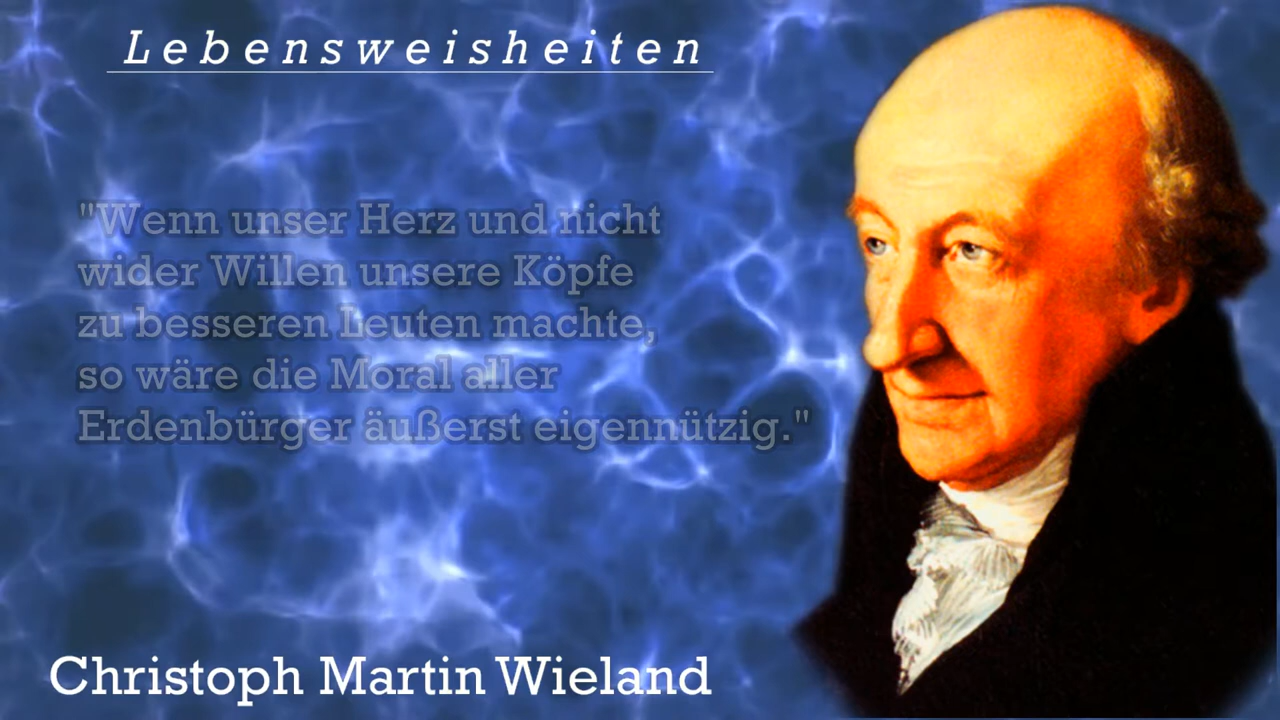 Lebensweisheiten
"Wenn unser Herz und nicht
wider Willen unsere Köpfe
zu besseren Leuten machte,
so wäre die Moral aller
Erdenbürger äußerst eigennützig."
Christoph Martin Wieland